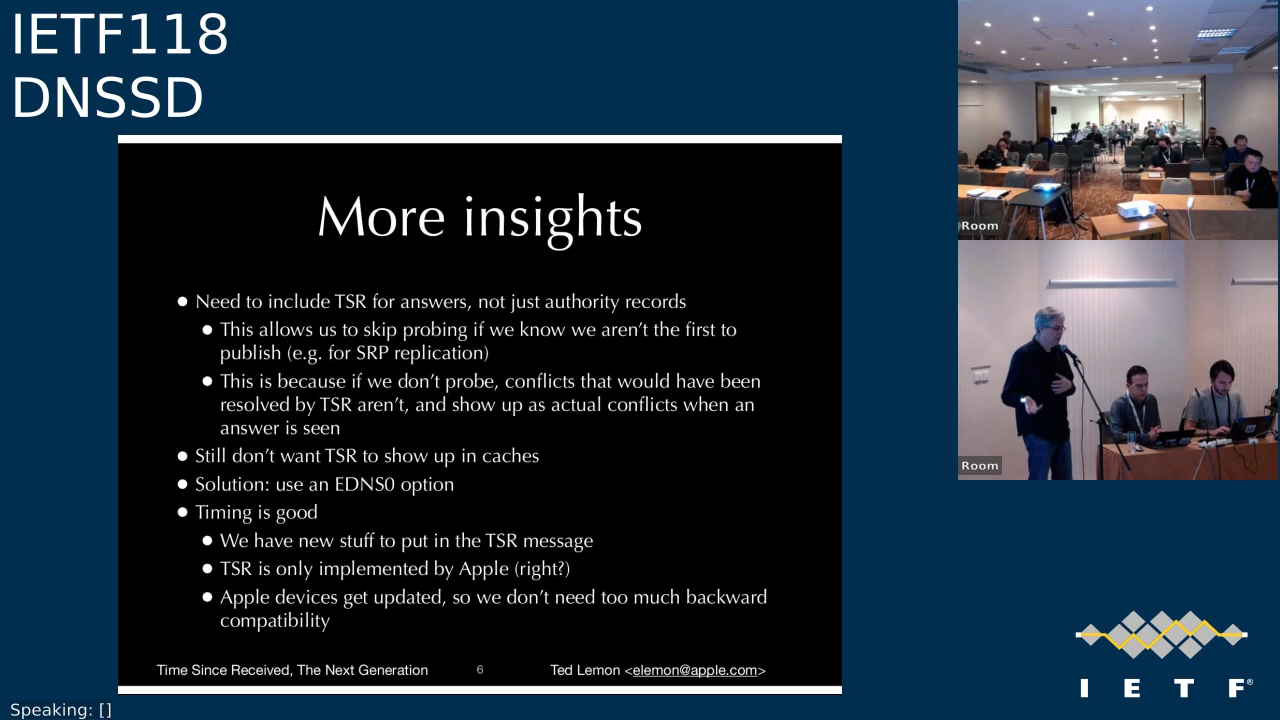 IETF118
DNSSD
More insights
● Need to include TSR for answers, not just authority records
● This allows us to skip probing if we know we aren't the first to
publish (e.g. for SRP replication)
● This is because if we don't probe, conflicts that would have been
resolved by TSR aren't, and show up as actual conflicts when an
answer is seen
● Still don't want TSR to show up in caches
● Solution: use an EDNS0 option
● Timing is good
● We have new stuff to put in the TSR message
● TSR is only implemented by Apple (right?)
● Apple devices get updated, so we don't need too much backward
compatibility
Time Since Received, The Next Generation 6 Ted Lemon <elemon@apple.com>
Room
Room
I E T F®
Speaking: []